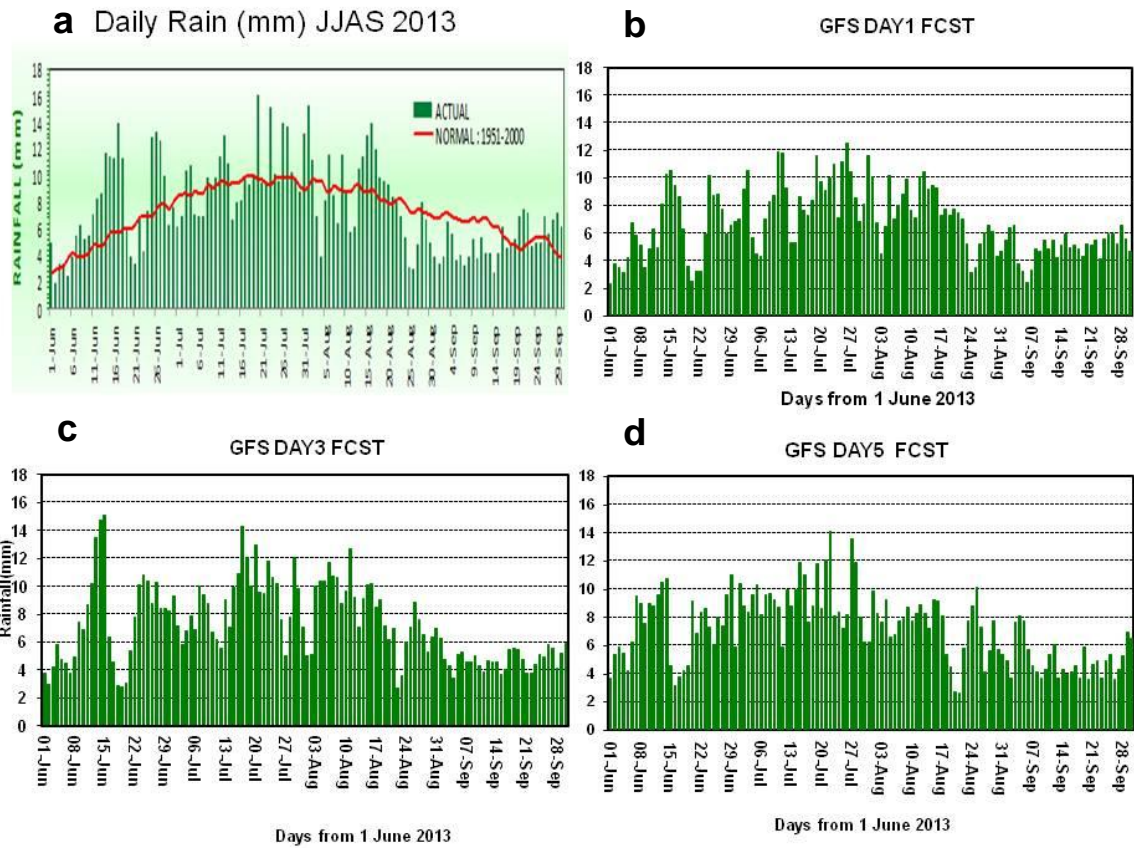 a Daily Rain (mm) JJAS 2013
RAINFALL (mm)
18
16
14
12
10
8
6
4
2
0
ACTUAL
NORMAL : 1951-2000
1-Jun
6-Jun
11-Jun
16-Jun
21-Jun
26-Jun
1-Jul
6-Jul
11-Jul
16-Jul
21-Jul
26-Jul
31-Jul
5-Aug
10-Aug
15-Aug
20-Aug
25-Aug
30-Aug
4-Sep
9-Sep
14-Sep
19-Sep
24-Sep
29-Sep
b GFS DAY1 FCST
18
16
14
12
10
8
6
4
2
0
01-Jun
08-Jun
15-Jun
22-Jun
29-Jun
06-Jul
13-Jul
20-Jul
27-Jul
03-Aug
10-Aug
17-Aug
24-Aug
31-Aug
07-Sep
14-Sep
21-Sep
28-Sep
Days from 1 June 2013
c
GFS DAY3 FCST
Rainfall(mm)
18
16
14
12
10
8
6
4
2
0
01-Jun
08-Jun
15-Jun
22-Jun
29-Jun
06-Jul
13-Jul
20-Jul
27-Jul
03-Aug
10-Aug
17-Aug
24-Aug
31-Aug
07-Sep
14-Sep
21-Sep
28-Sep
Days from 1 June 2013
d
GFS DAY5 FCST
18
16
14
12
10
8
6
4
2
0
01-Jun
08-Jun
15-Jun
22-Jun
29-Jun
06-Jul
13-Jul
20-Jul
27-Jul
03-Aug
10-Aug
17-Aug
24-Aug
31-Aug
07-Sep
14-Sep
21-Sep
28-Sep
Days from 1 June 2013